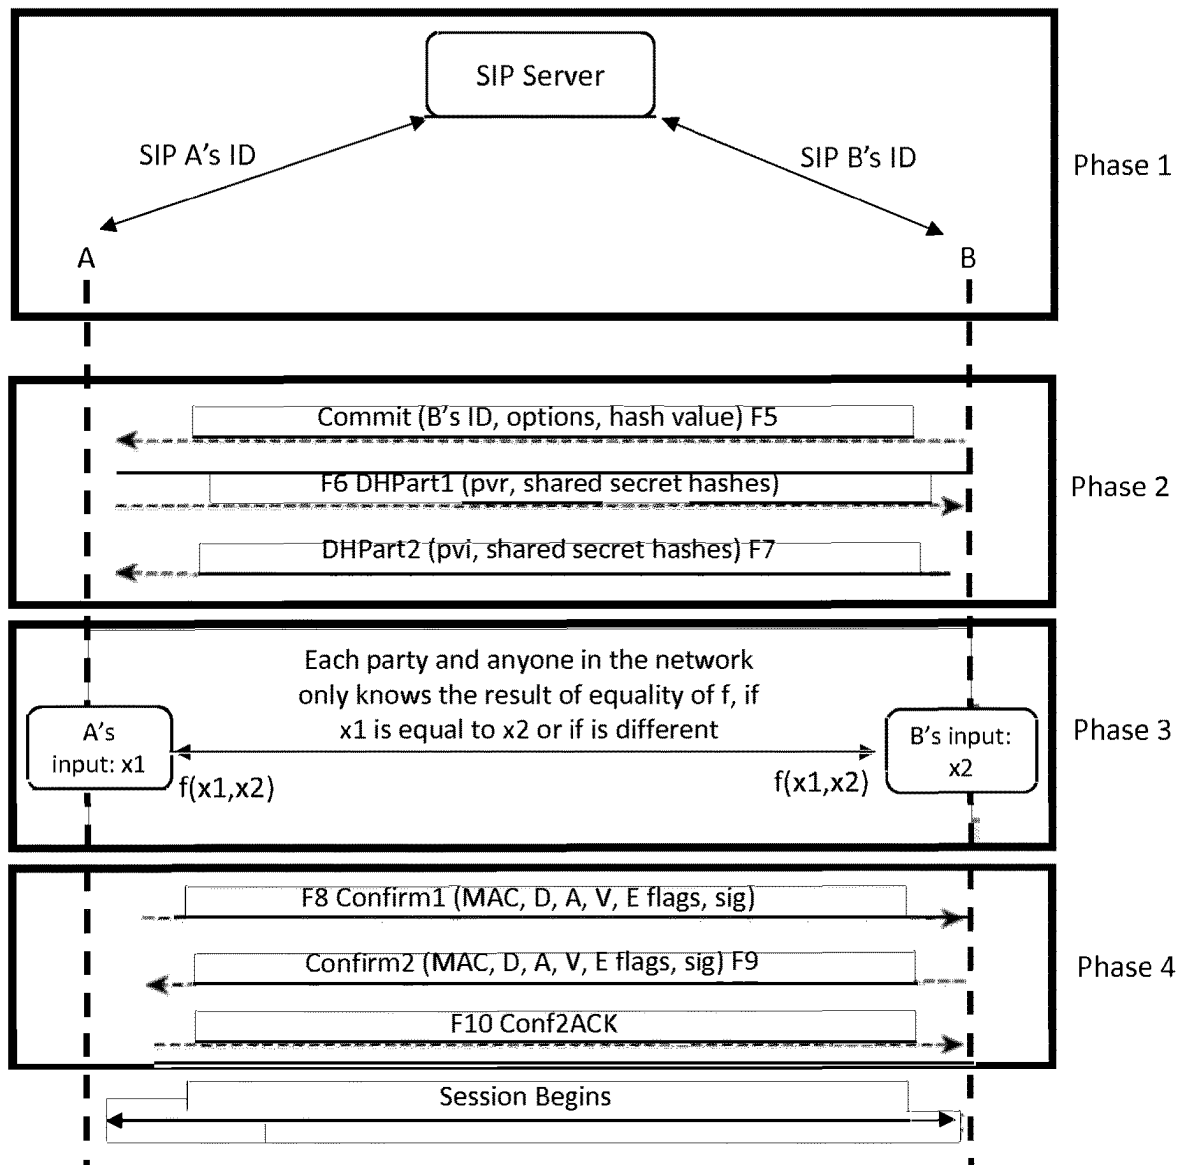 SIP Server
SIP A's ID
SIP B's ID
Phase 1
A
B
Commit (B's ID, options, hash value) F5
F6 DHPart1 (pvr, shared secret hashes)
Phase 2
DHPart2 (pvi, shared secret hashes) F7
Each party and anyone in the network
only knows the result of equality of f, if
x1 is equal to x2 or if is different
A's
input: x1
B's input:
x2
Phase 3
f(x1,x2)
f(x1,x2)
F8 Confirm1 (MAC, D, A, V, E flags, sig)
Confirm2 (MAC, D, A, V, E flags, sig) F9
Phase 4
F10 Conf2ACK
Session Begins